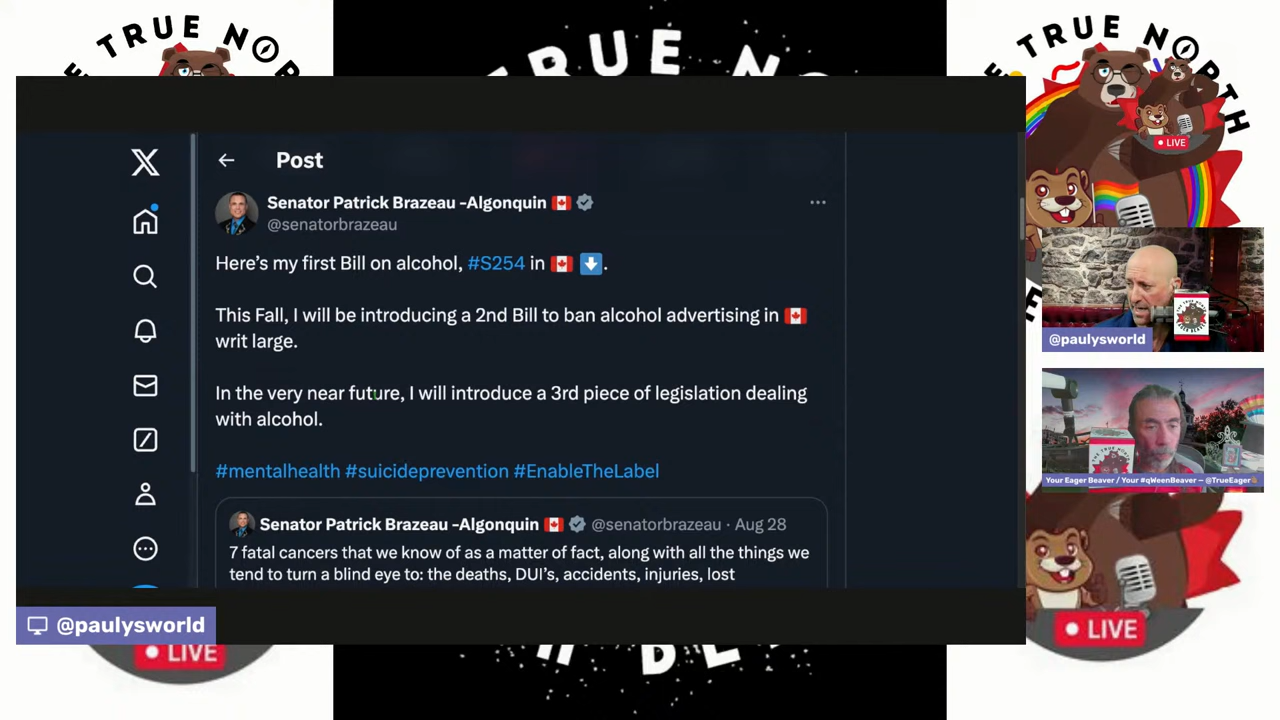 THE TRUE NORTH
TRUE NO
E TRUE NORTH
LIVE
Post
Senator Patrick Brazeau -Algonquin
@senatorbrazeau
Here's my first Bill on alcohol, #S254 in 🇨🇦 ⬇️.
This Fall, I will be introducing a 2nd Bill to ban alcohol advertising in 🇨🇦
writ large.
In the very near future, I will introduce a 3rd piece of legislation dealing
with alcohol.
#mentalhealth #suicideprevention #EnableTheLabel
Senator Patrick Brazeau -Algonquin 🇨🇦 @senatorbrazeau · Aug 28
7 fatal cancers that we know of as a matter of fact, along with all the things we
tend to turn a blind eye to: the deaths, DUI's, accidents, injuries, lost
@paulysworld
@paulysworld
Your Eager Beaver / Your #qWeenBeaver – @TrueEager
LIVE
LIVE